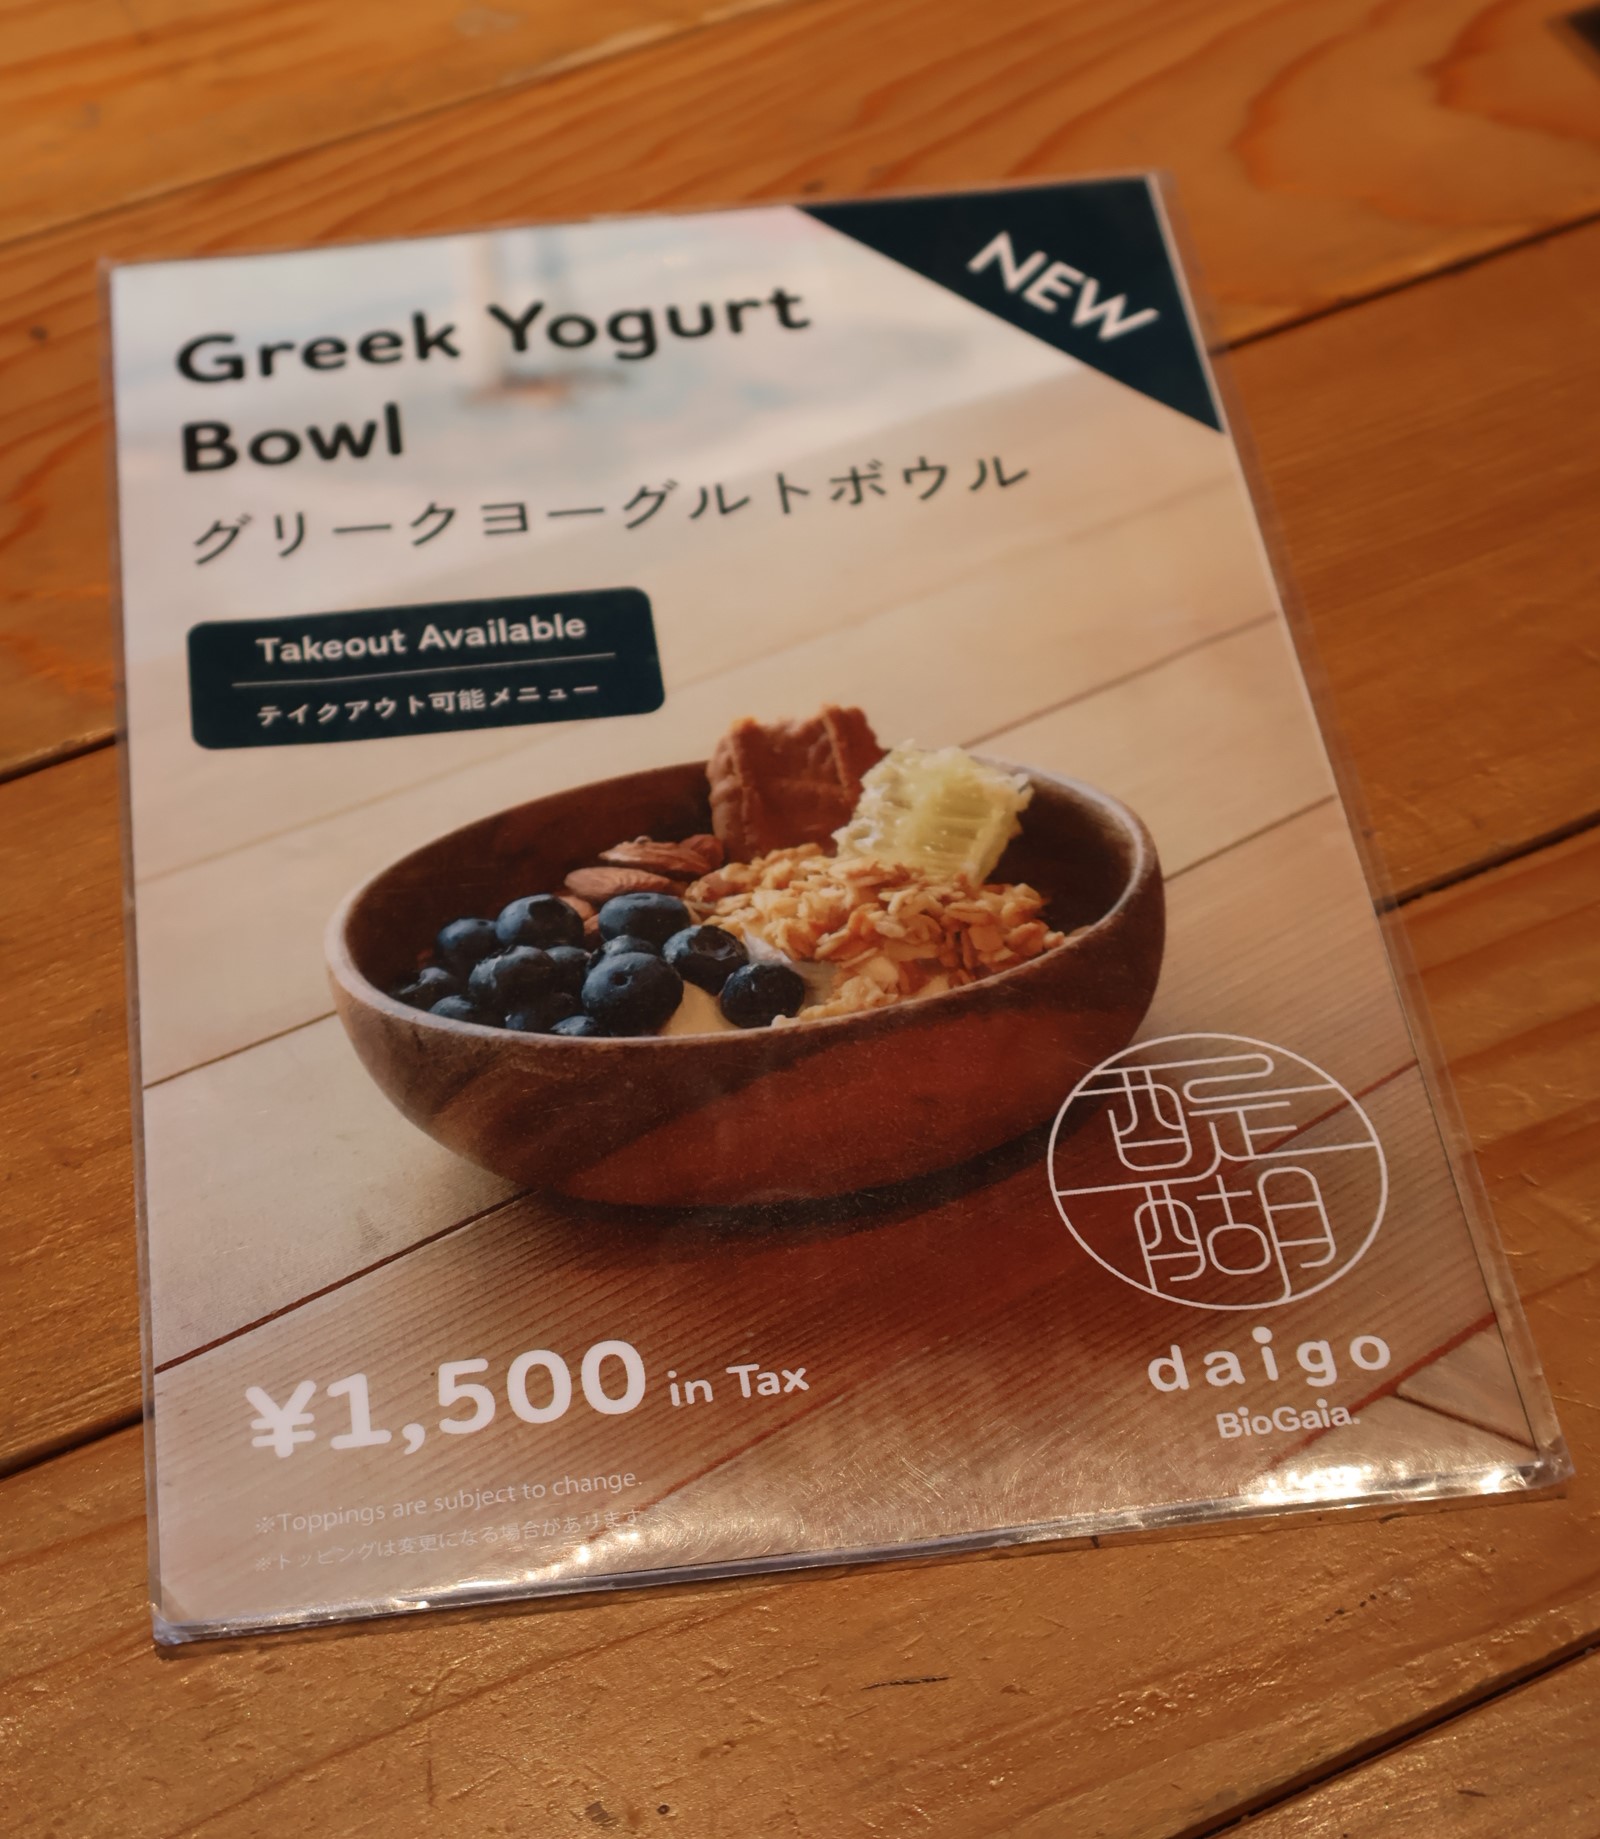 NEW
Greek Yogurt
Bowl
グリークヨーグルトボウル
Takeout Available
テイクアウト可能メニュー
醍
醐
daigo
BioGaia.
¥1,500 in Tax
※Toppings are subject to change.
※トッピングは変更になる場合があります